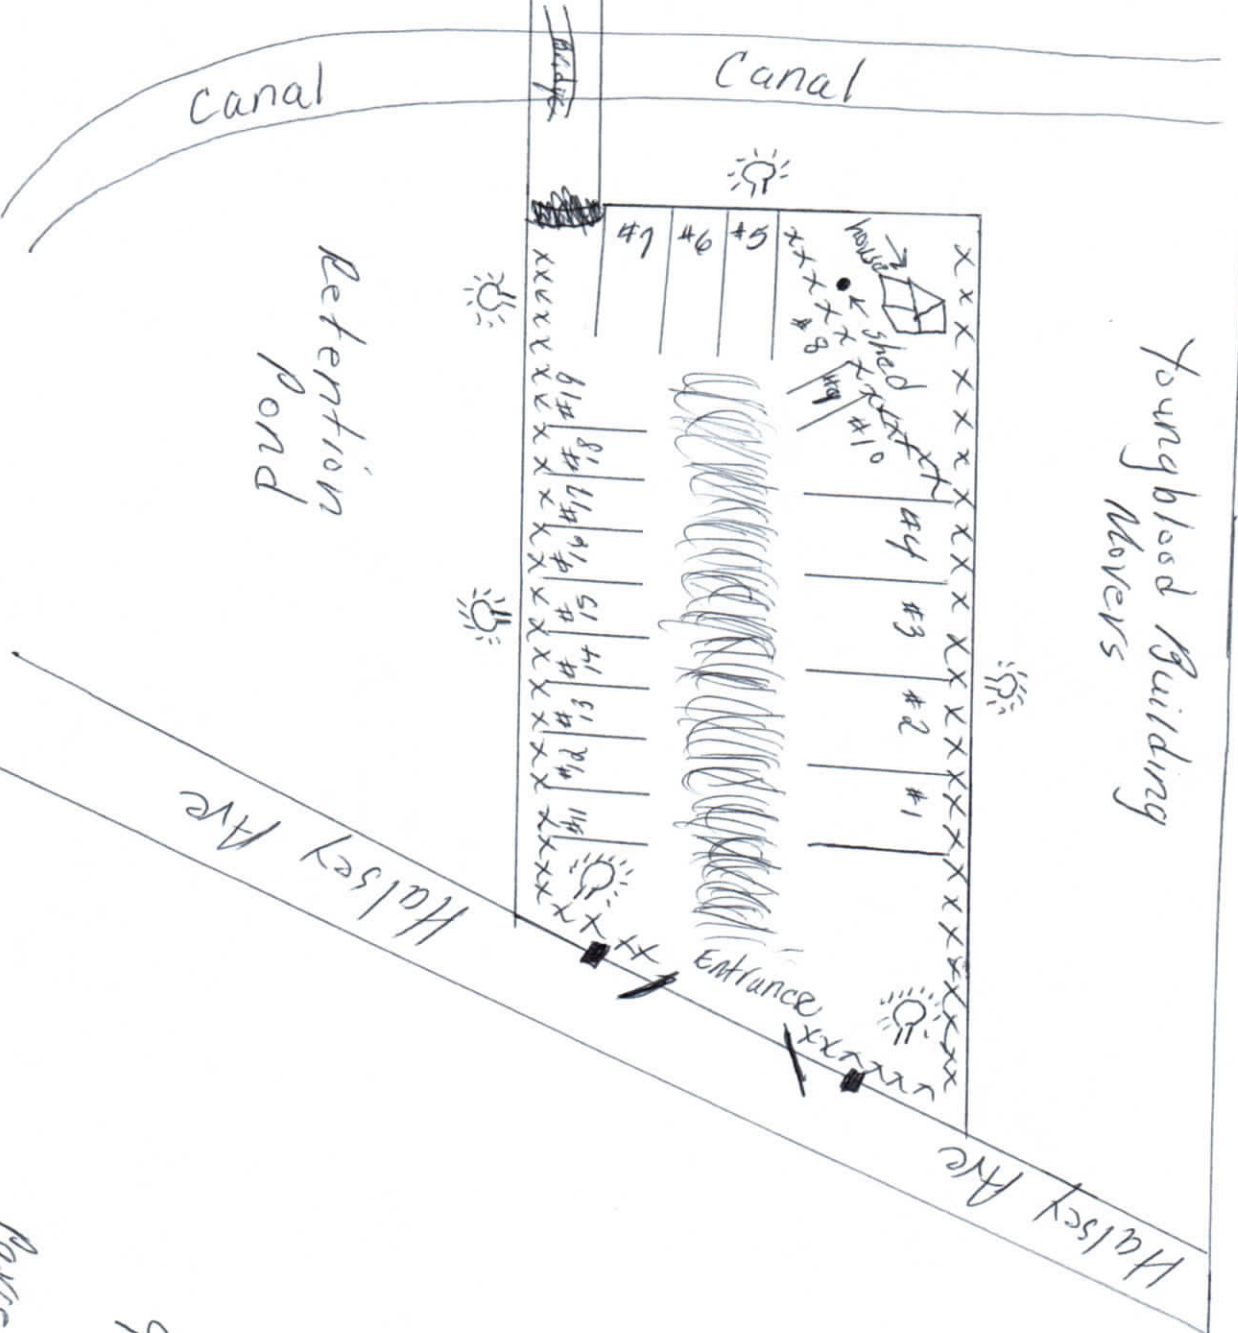 Bridge
Canal
Canal
#7
#6
#5
house
shed
#8
#9
#10
Retention
Pond
Youngblood Building
Movers
#19
18 #
#17
16 #
15 #
14 #
13 #
#12
#11
#4
#3
#2
#1
Entrance
Halsey Ave
Halsey Ave